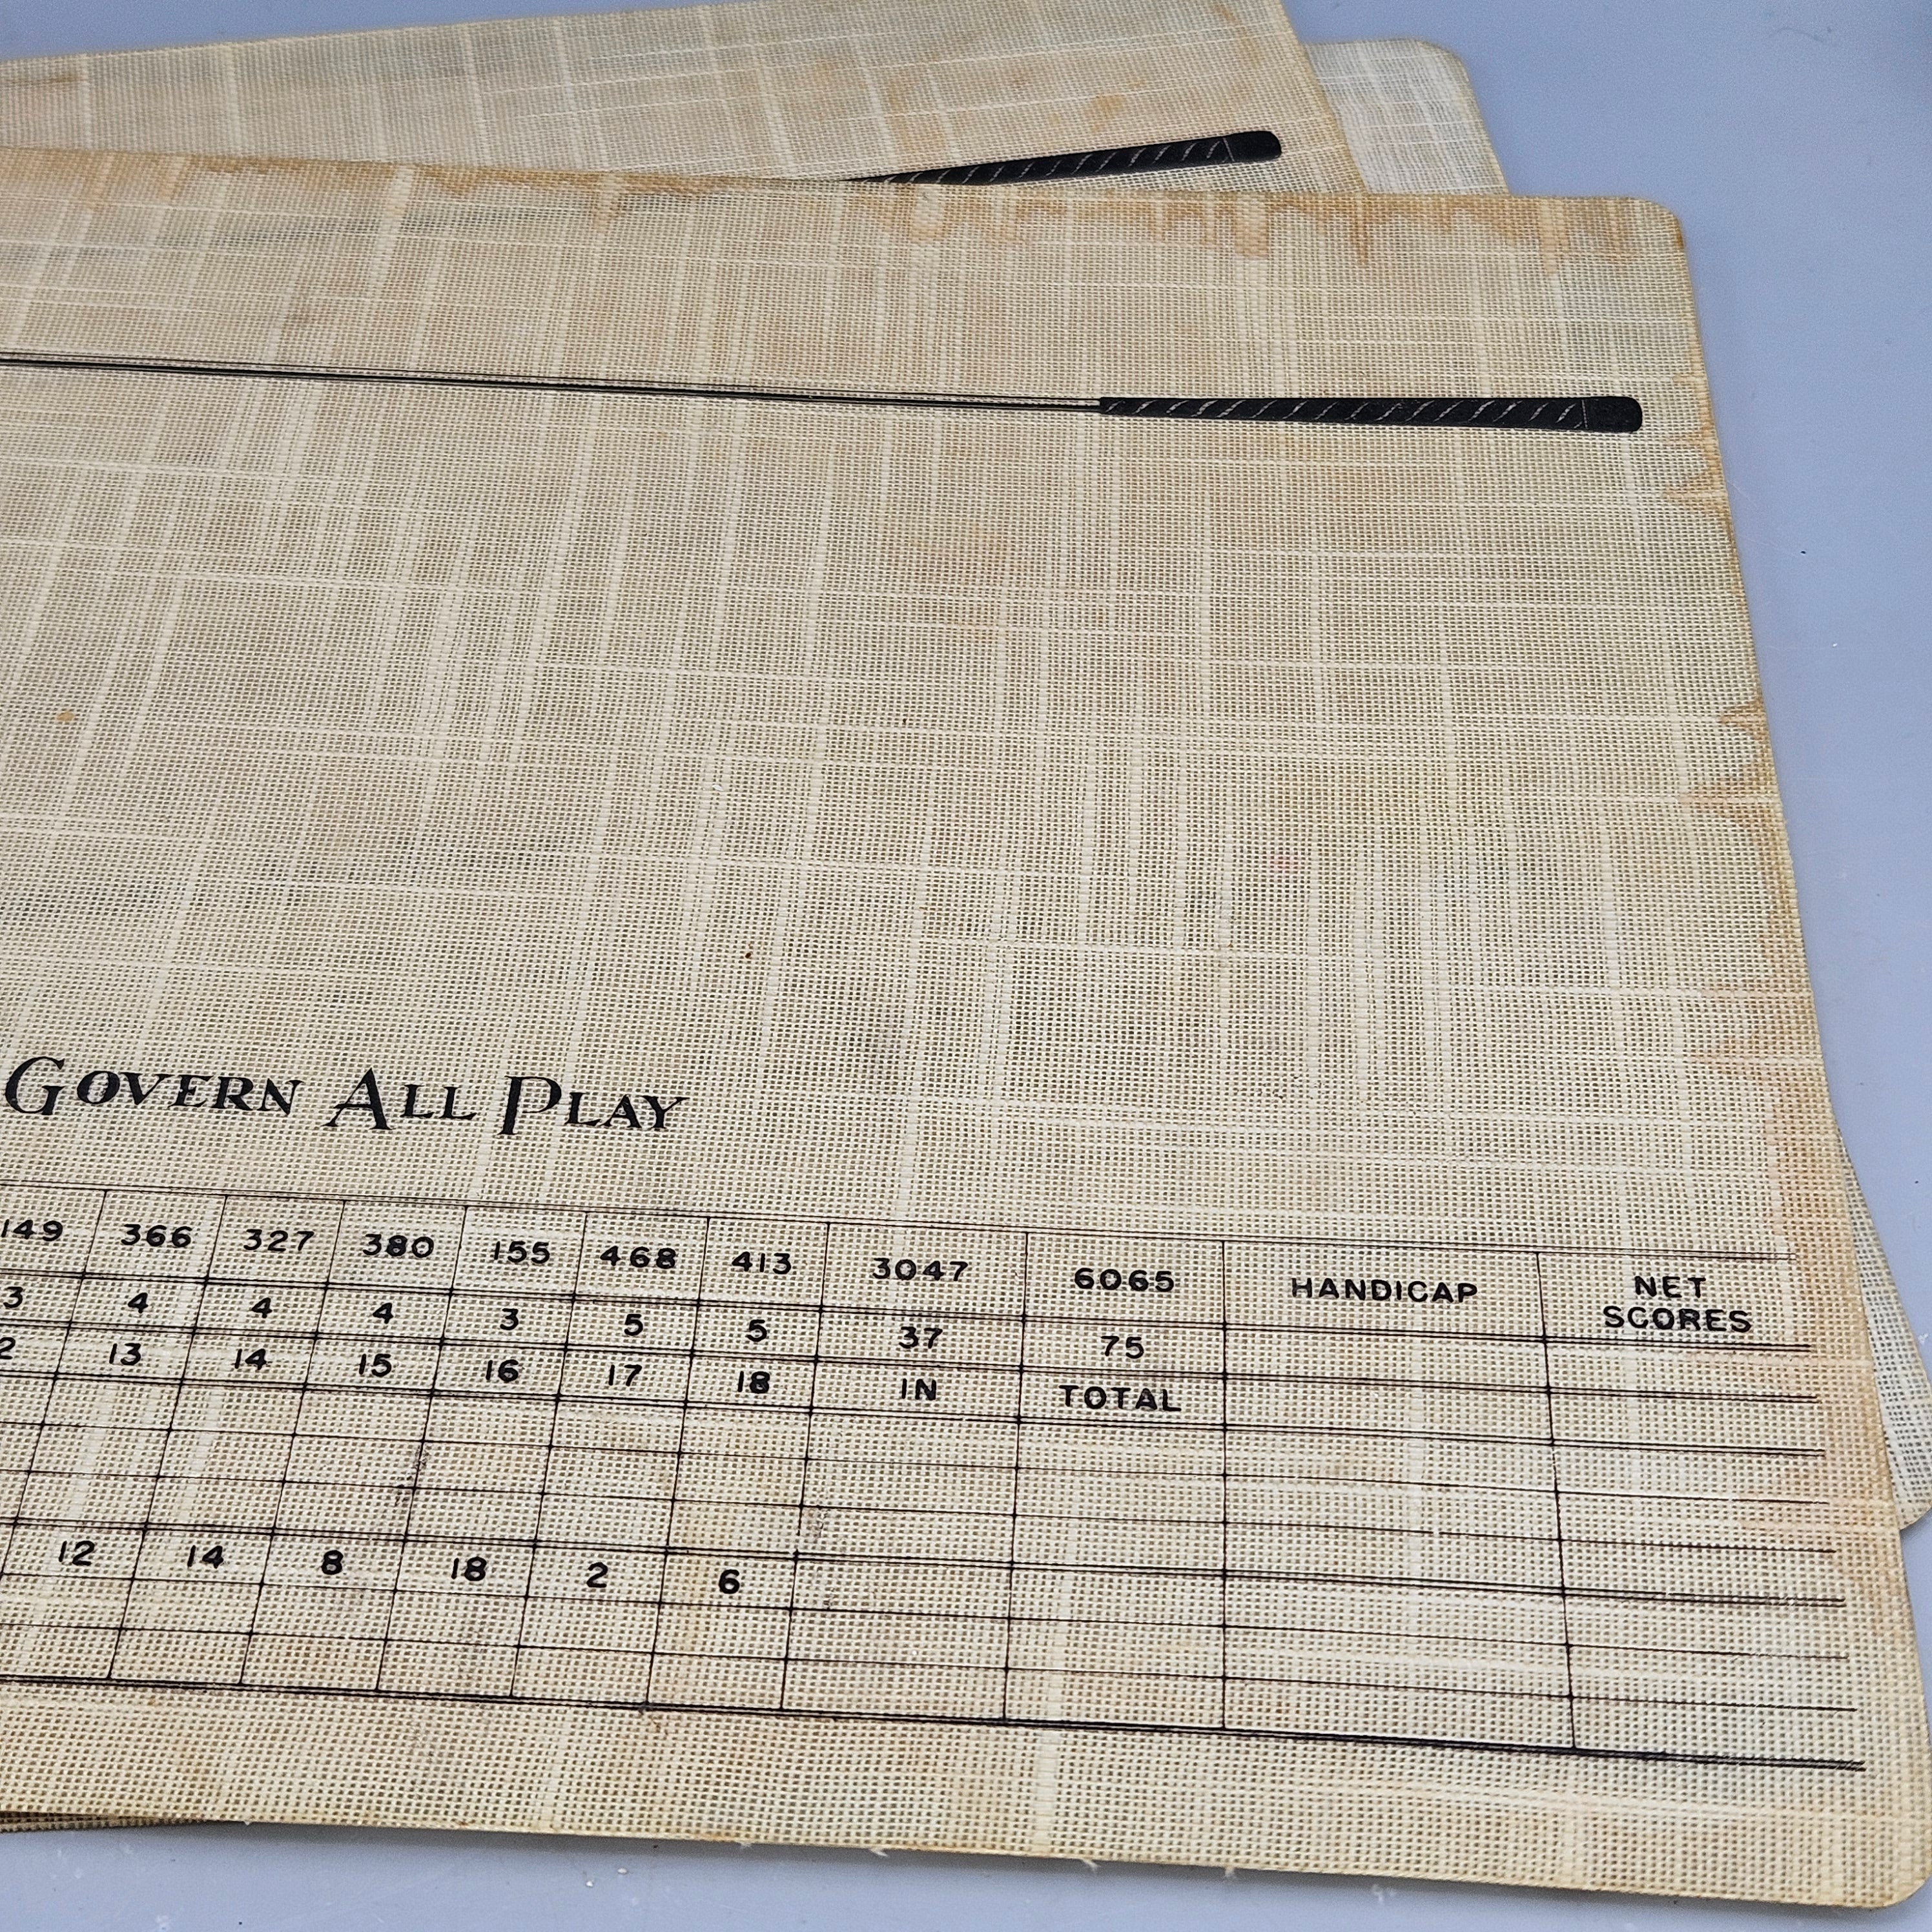 GOVERN ALL PLAY
149 366 327 380 155 468 413 3047 6065 HANDICAP NET SCORES
3 4 4 4 3 5 5 37 75
2 13 14 15 16 17 18 IN TOTAL
12 14 8 18 2 6